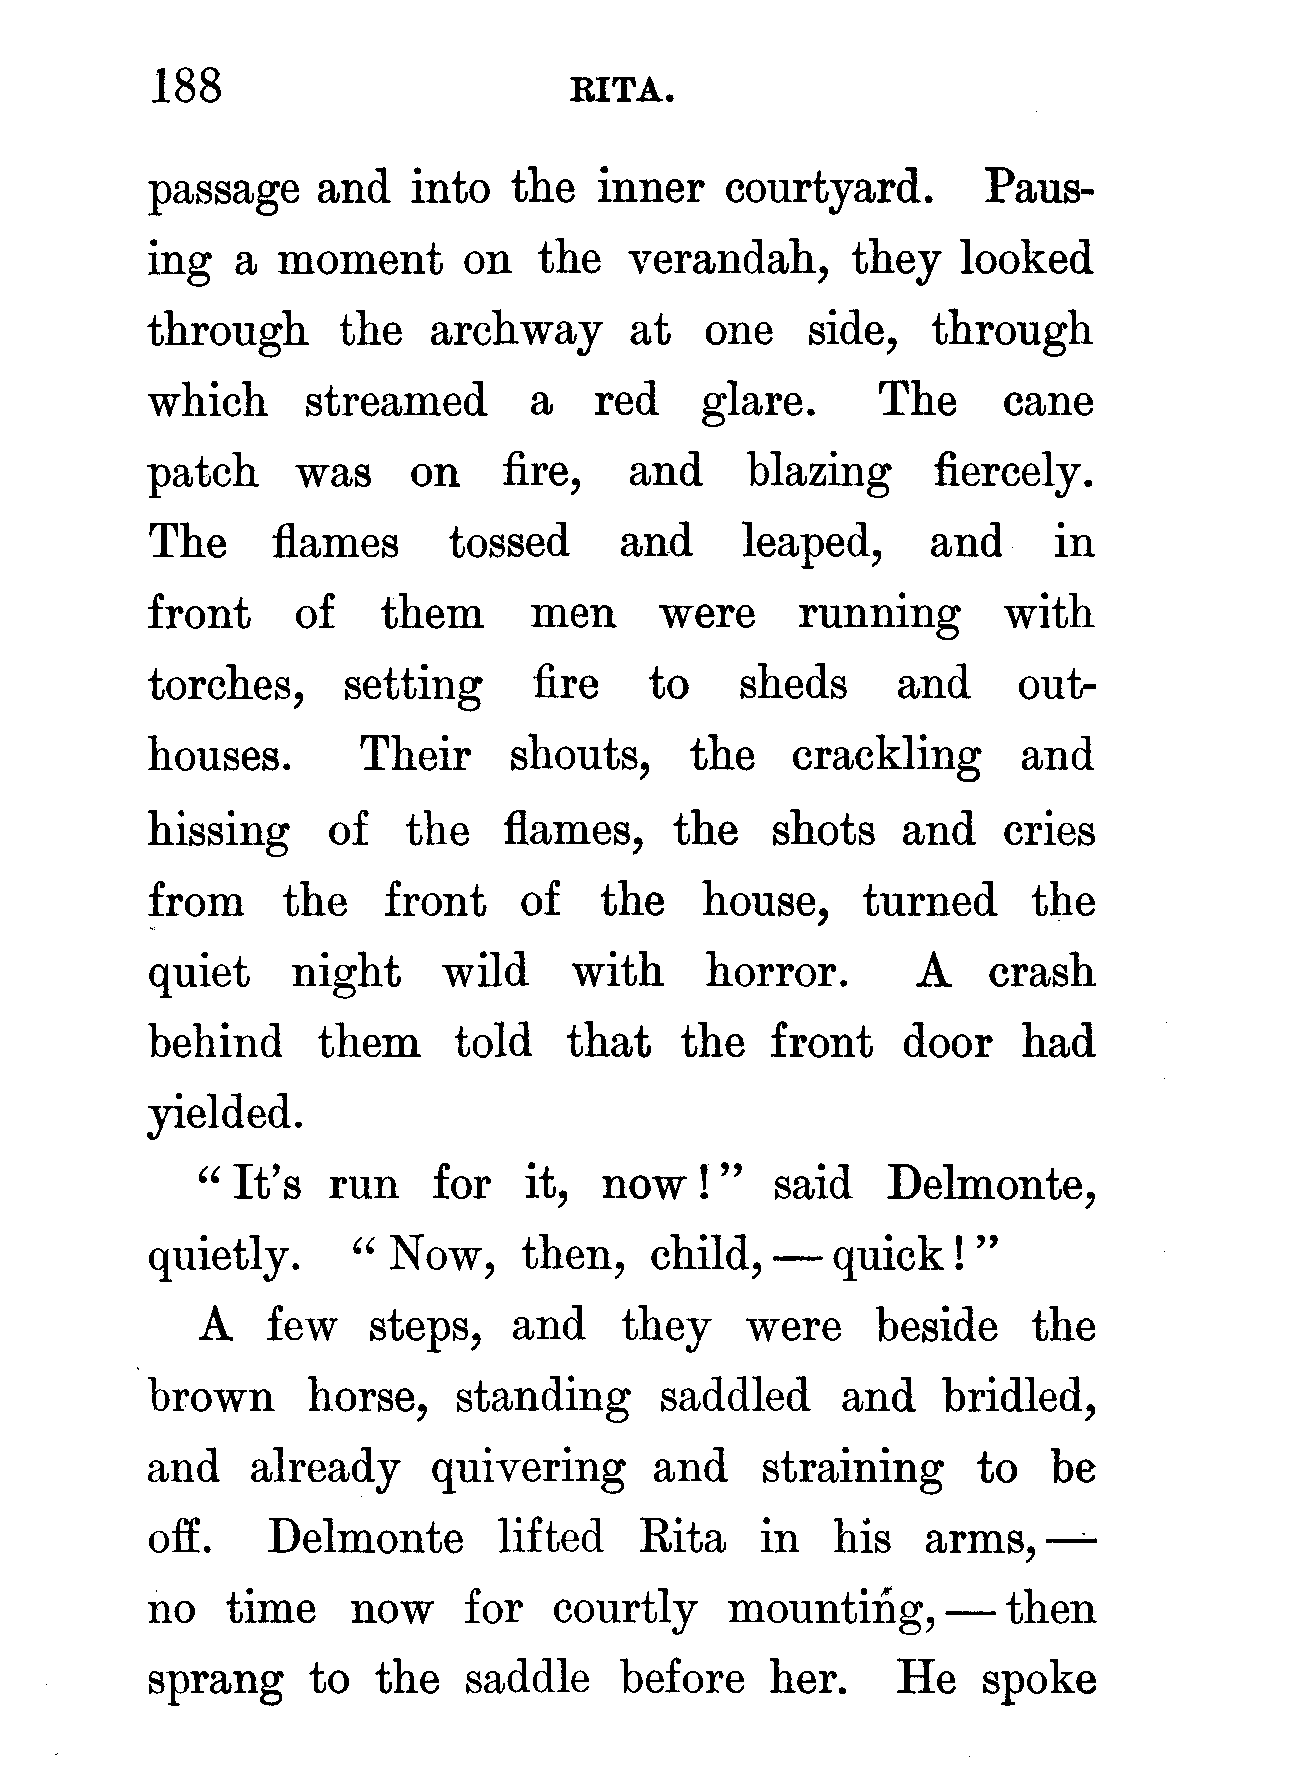 188 RITA.
passage and into the inner courtyard. Paus-
ing a moment on the verandah, they looked
through the archway at one side, through
which streamed a red glare. The cane
patch was on fire, and blazing fiercely.
The flames tossed and leaped, and in
front of them men were running with
torches, setting fire to sheds and out-
houses. Their shouts, the crackling and
hissing of the flames, the shots and cries
from the front of the house, turned the
quiet night wild with horror. A crash
behind them told that the front door had
yielded.
“ It’s run for it, now ! ” said Delmonte,
quietly. “ Now, then, child, — quick ! ”
A few steps, and they were beside the
brown horse, standing saddled and bridled,
and already quivering and straining to be
off. Delmonte lifted Rita in his arms, —
no time now for courtly mounting, — then
sprang to the saddle before her. He spoke